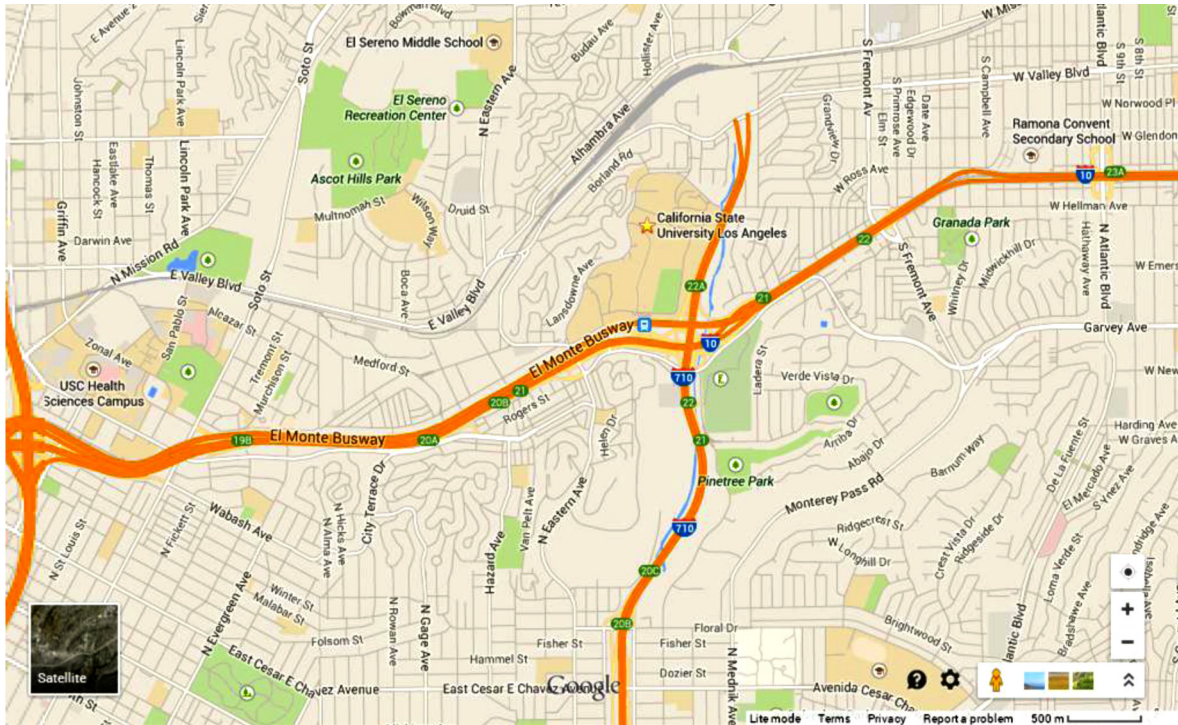 E Avenue 2
Bowman Blvd
W Mis
Lincoln Park Ave
Soto St
El Sereno Middle School
Budau Ave
Hollister Ave
S Fremont Av
Atlantic Blvd
S 8th St
S 9th St
W Valley Blvd
Johnston St
El Sereno
Recreation Center
N Eastern Ave
Alhambra Ave
Grandview Dr
S Primrose Ave
Elm St
Edgewood Dr
Date Ave
S Campbell Ave
W Norwood Pl
Ramona Convent
Secondary School
W Glendon
Eastlake Ave
Hancock St
Thomas St
Lincoln Park Ave
Ascot Hills Park
Borland Rd
W Ross Ave
10
23A
Griffin Ave
Multnomah St
Wilson Way
Druid St
California State
University Los Angeles
W Hellman Ave
Granada Park
Darwin Ave
N Mission Rd
22
S Fremont Ave
Whitney Dr
Midwickhill Dr
Hathaway Ave
N Atlantic Blvd
W Emers
E Valley Blvd
Soto St
Boca Ave
E Valley Blvd
Lansdowne Ave
22A
21
San Pablo St
Alcazar St
Garvey Ave
Zonal Ave
Tremont St
Murchison St
Medford St
El Monte Busway
10
Ladera St
W New
USC Health
Sciences Campus
21
20B
Rogers St
710
Verde Vista Dr
22
19B
El Monte Busway
20A
Helen Dr
21
Arriba Dr
Abajo Dr
Barnum Way
De La Fuente St
Harding Ave
W Graves A
Pinetree Park
City Terrace Dr
Monterey Pass Rd
El Mercado Ave
S Ynez Ave
N Fickett St
Wabash Ave
N Hicks Ave
N Alma Ave
Hazard Ave
Van Pelt Ave
N Eastern Ave
710
Ridgecrest St
W Longhill Dr
Crest Vista Dr
Ridgeside Dr
N St Louis St
20C
Loma Verde St
N Evergreen Ave
Winter St
Malabar St
N Rowan Ave
N Gage Ave
20B
Floral Dr
Brightwood St
Bradshawe Ave
Folsom St
Fisher St
Fisher St
Atlantic Blvd
Satellite
East Cesar E Chavez Avenue
Hammel St
Dozier St
N Mednik Ave
Google
East Cesar E Chavez Avenue
Avenida Cesar Chav
Lite mode Terms Privacy Report a problem 500 m